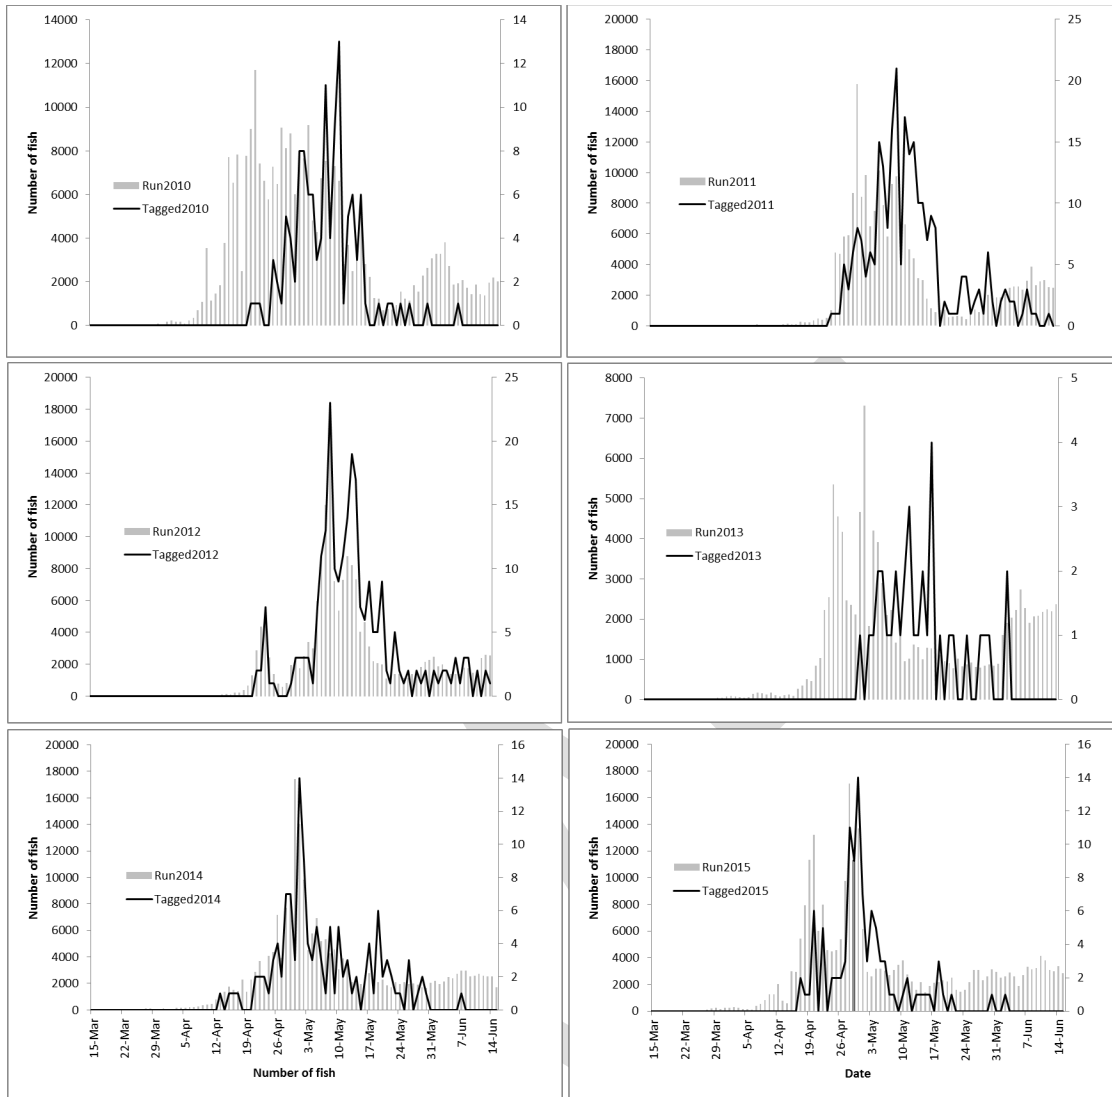 14000
12000
10000
8000
6000
4000
2000
0
Number of fish
Run2010
Tagged2010
14
12
10
8
6
4
2
0
20000
18000
16000
14000
12000
10000
8000
6000
4000
2000
0
Number of fish
Run2011
Tagged2011
25
20
15
10
5
0
20000
18000
16000
14000
12000
10000
8000
6000
4000
2000
0
Number of fish
Run2012
Tagged2012
25
20
15
10
5
0
8000
7000
6000
5000
4000
3000
2000
1000
0
Number of fish
Run2013
Tagged2013
5
4
3
2
1
0
20000
18000
16000
14000
12000
10000
8000
6000
4000
2000
0
Number of fish
Run2014
Tagged2014
16
14
12
10
8
6
4
2
0
15-Mar
22-Mar
29-Mar
5-Apr
12-Apr
19-Apr
26-Apr
3-May
10-May
17-May
24-May
31-May
7-Jun
14-Jun
Number of fish
20000
18000
16000
14000
12000
10000
8000
6000
4000
2000
0
Number of fish
Run2015
Tagged2015
16
14
12
10
8
6
4
2
0
15-Mar
22-Mar
29-Mar
5-Apr
12-Apr
19-Apr
26-Apr
3-May
10-May
17-May
24-May
31-May
7-Jun
14-Jun
Date